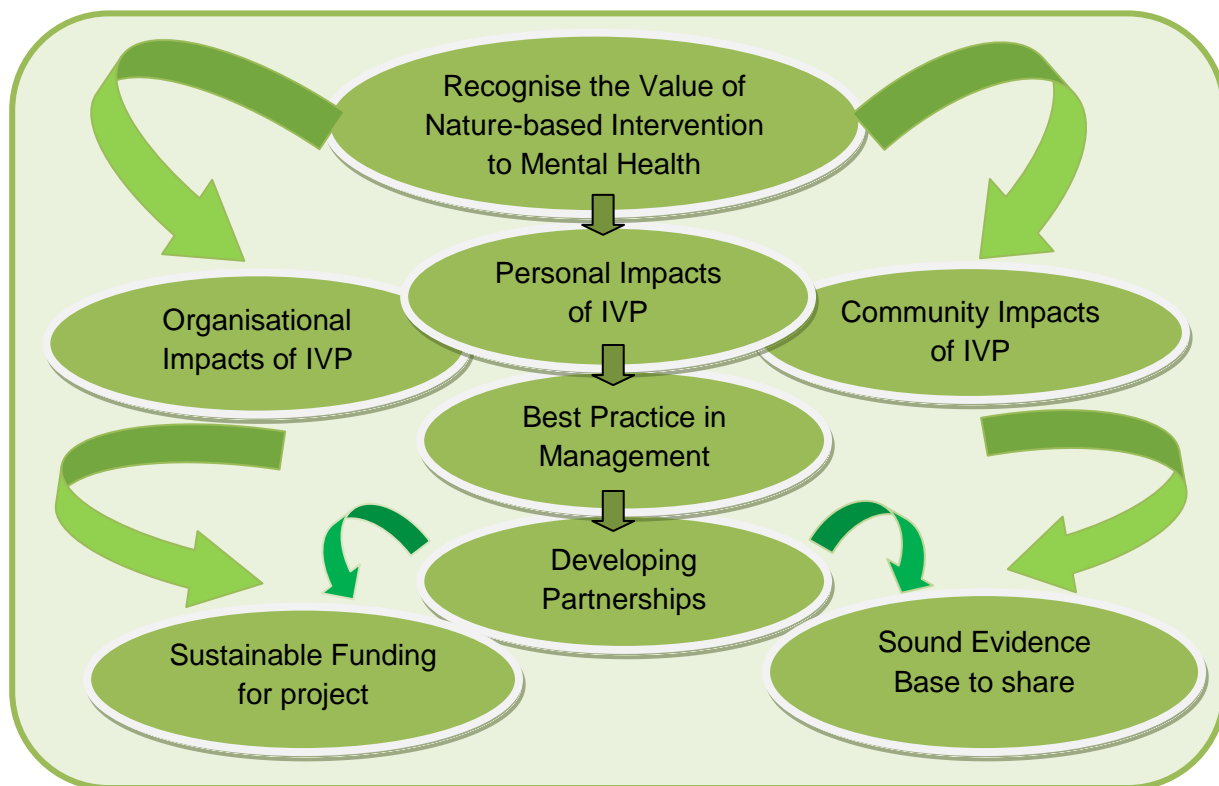 Recognise the Value of
Nature-based Intervention
to Mental Health
Personal Impacts
of IVP
Organisational
Impacts of IVP
Community Impacts
of IVP
Best Practice in
Management
Developing
Partnerships
Sustainable Funding
for project
Sound Evidence
Base to share